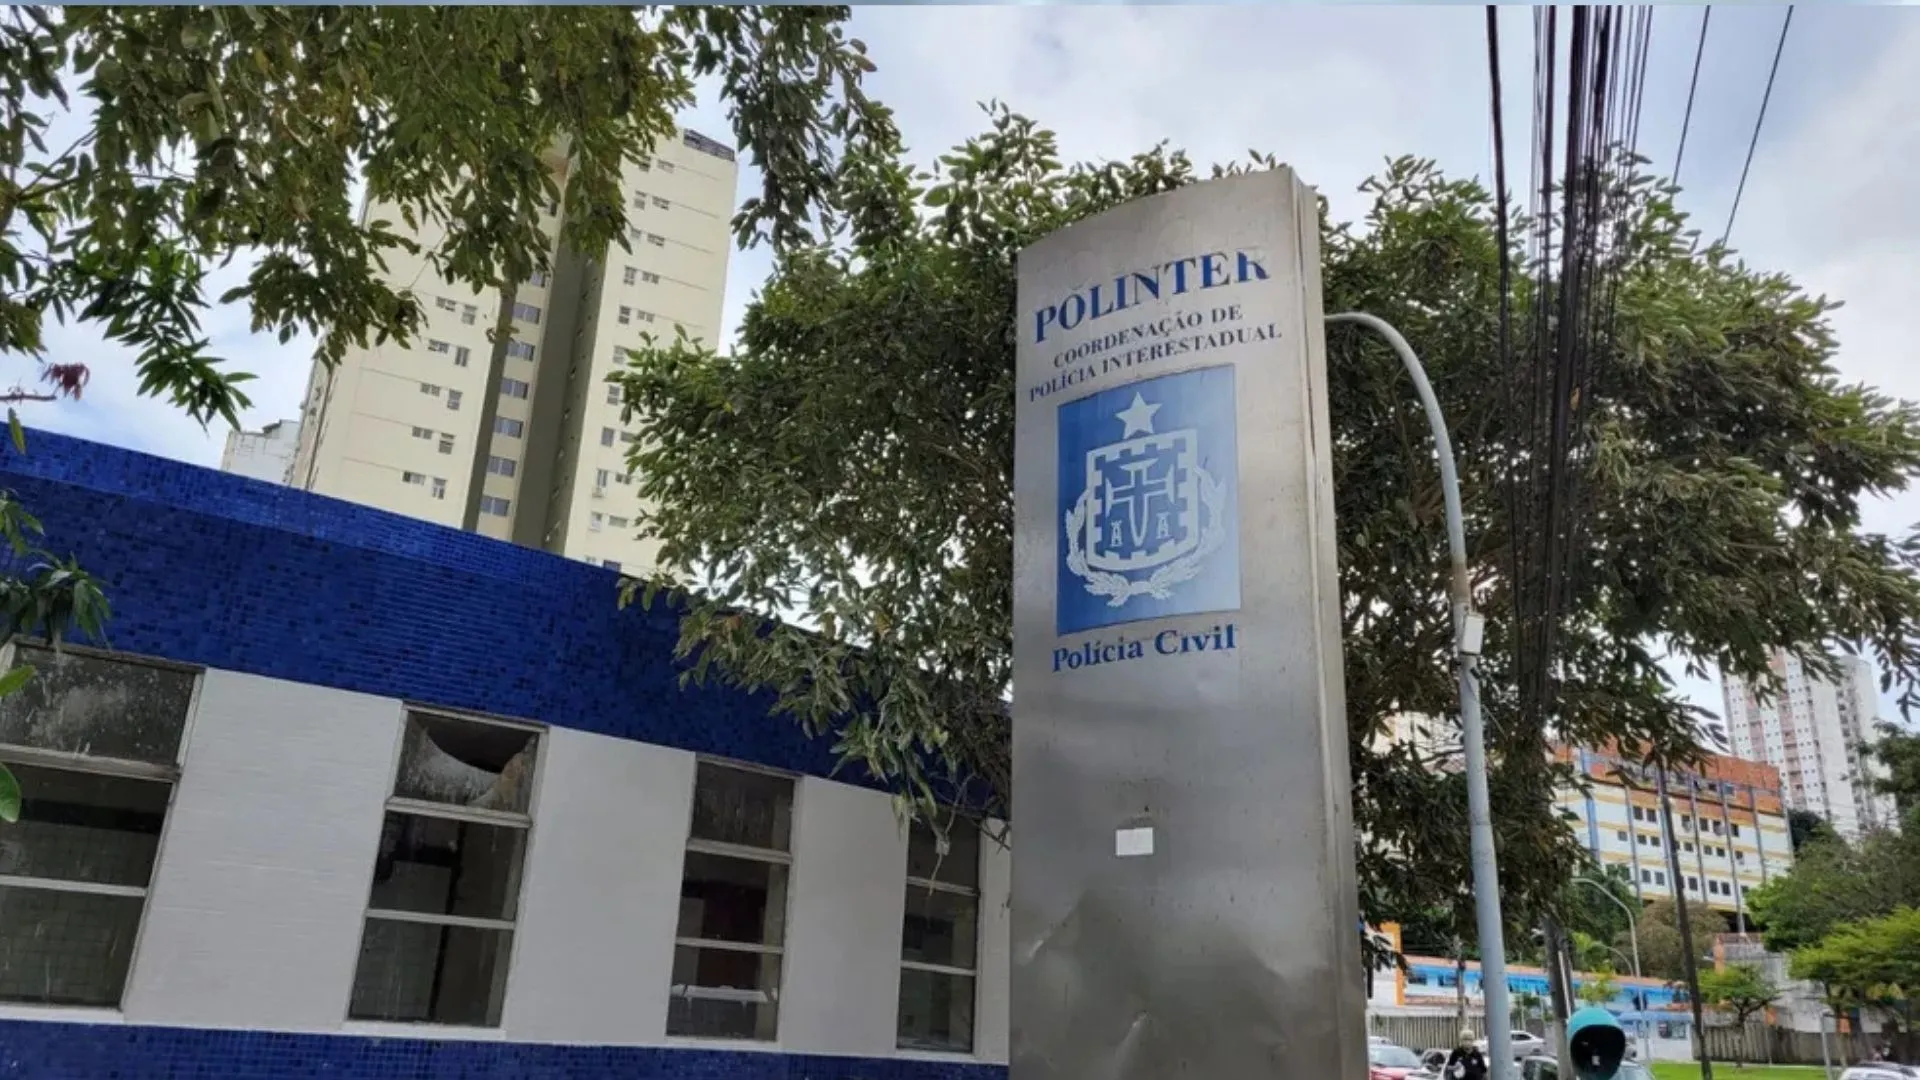 POLINTER
COORDENAÇÃO DE
POLÍCIA INTERESTADUAL
Polícia Civil